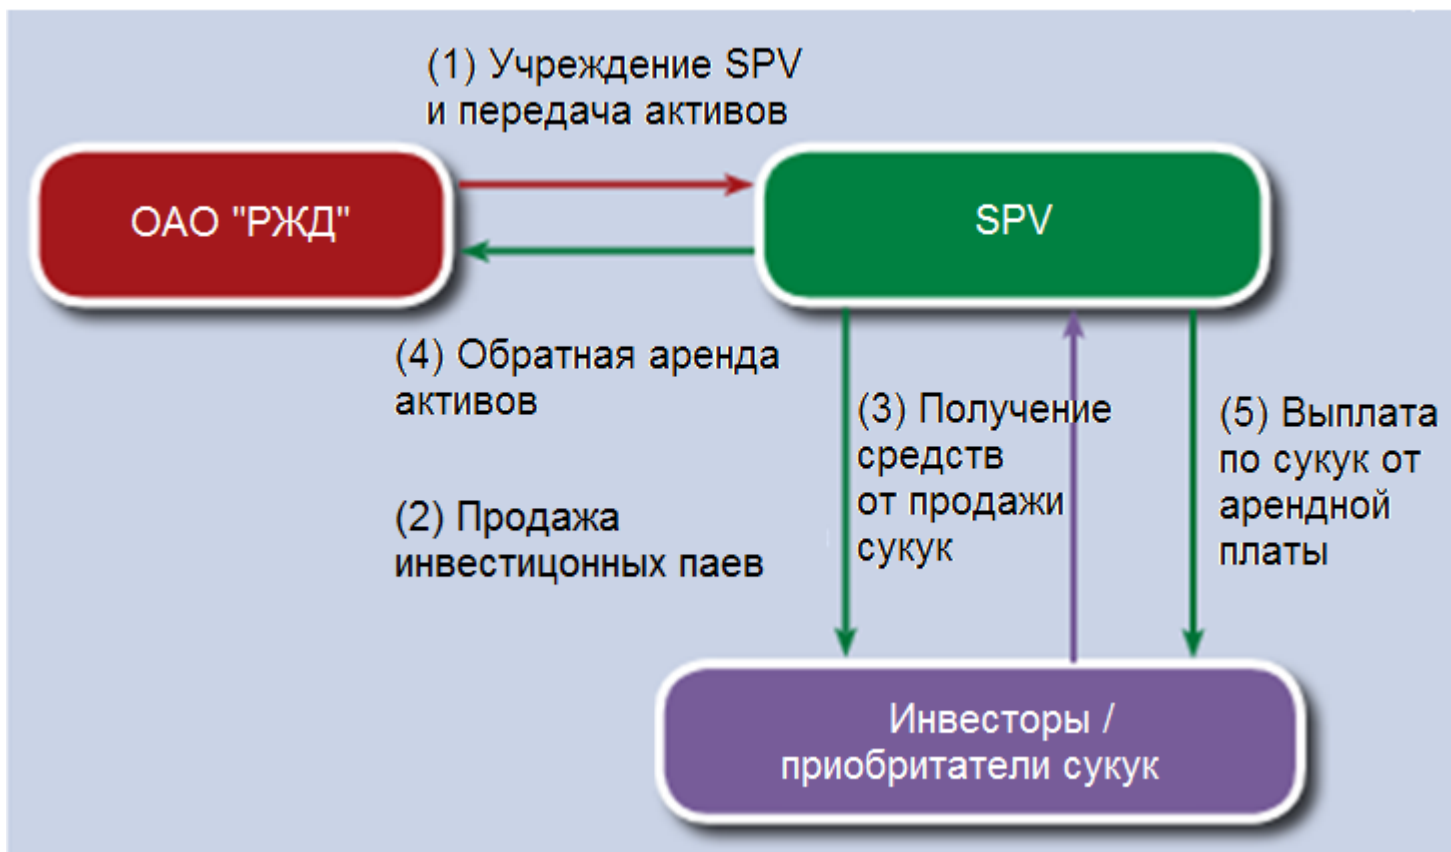 (1) Учреждение SPV
и передача активов
ОАО "РЖД"
SPV
(4) Обратная аренда
активов
(2) Продажа
инвестицонных паев
(3) Получение
средств
от продажи
сукук
(5) Выплата
по сукук от
арендной
платы
Инвесторы /
приобритатели сукук